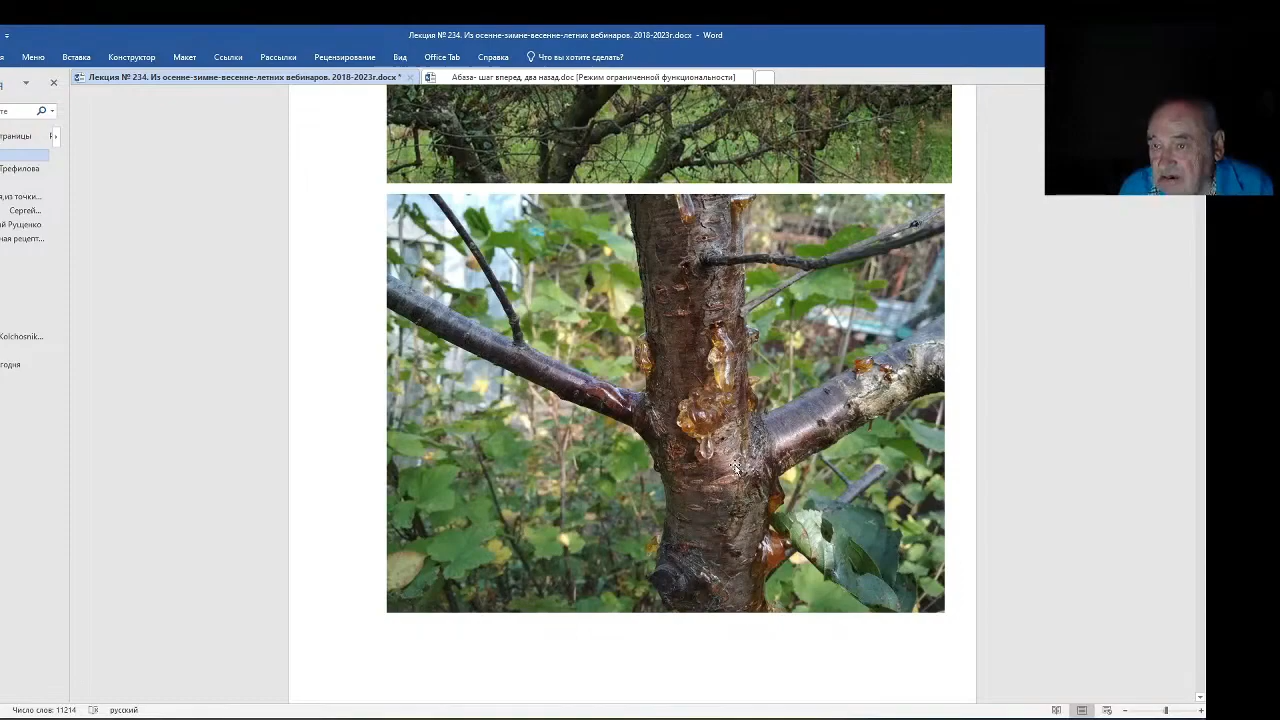 Лекция № 234. Из осенне-зимне-весенне-летних вебинаров. 2018-2023г.docx - Word
Меню Вставка Конструктор Макет Ссылки Рассылки Рецензирование Вид Office Tab Справка Что вы хотите сделать?
Лекция № 234. Из осенне-зимне-весенне-летних вебинаров. 2018-2023г.docx *
Абаза- шаг вперед, два назад.doc [Режим ограниченной функциональности]
Трефилова
Сергей...
Рущенко
Kolchosnik...
Число слов: 11214 русский